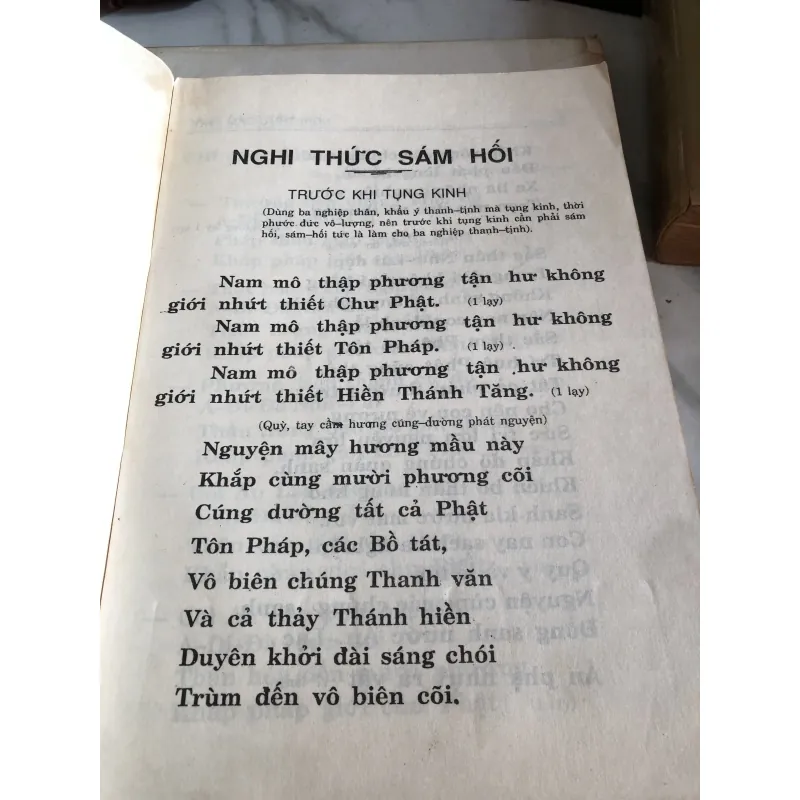 NGHI THỨC SÁM HỐI
TRƯỚC KHI TỤNG KINH
(Dùng ba nghiệp thân, khẩu ý thanh–tịnh mà tụng kinh, thời
phước đức vô–lượng, nên trước khi tụng kinh cần phải sám
hối, sám–hối tức là làm cho ba nghiệp thanh–tịnh).
Nam mô thập phương tận hư không
giới nhứt thiết Chư Phật. (1 lạy)
Nam mô thập phương tận hư không
giới nhứt thiết Tôn Pháp. (1 lạy)
Nam mô thập phương tận hư không
giới nhứt thiết Hiền Thánh Tăng. (1 lạy)
(Quỳ, tay cầm hương cúng–dường phát nguyện)
Nguyện mây hương mầu này
Khắp cùng mười phương cõi
Cúng dường tất cả Phật
Tôn Pháp, các Bồ tát,
Vô biên chúng Thanh văn
Và cả thảy Thánh hiền
Duyên khởi đài sáng chói
Trùm đến vô biên cõi.